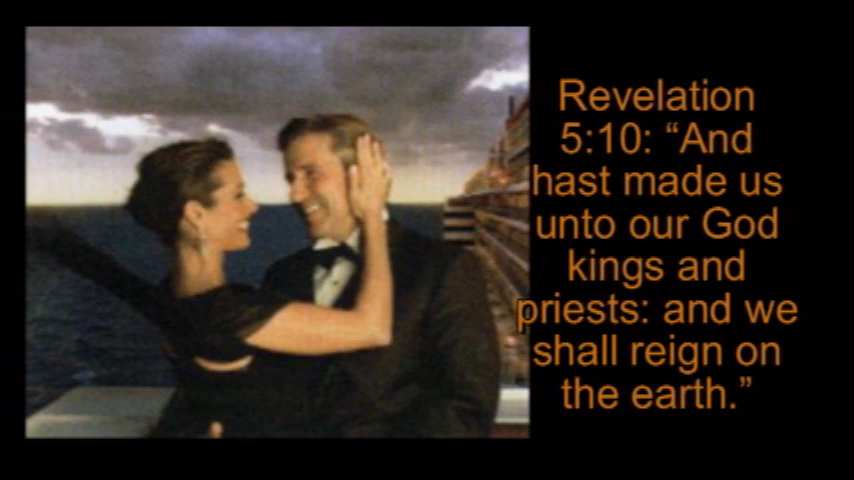 Revelation
5:10: “And
hast made us
unto our God
kings and
priests: and we
shall reign on
the earth.”